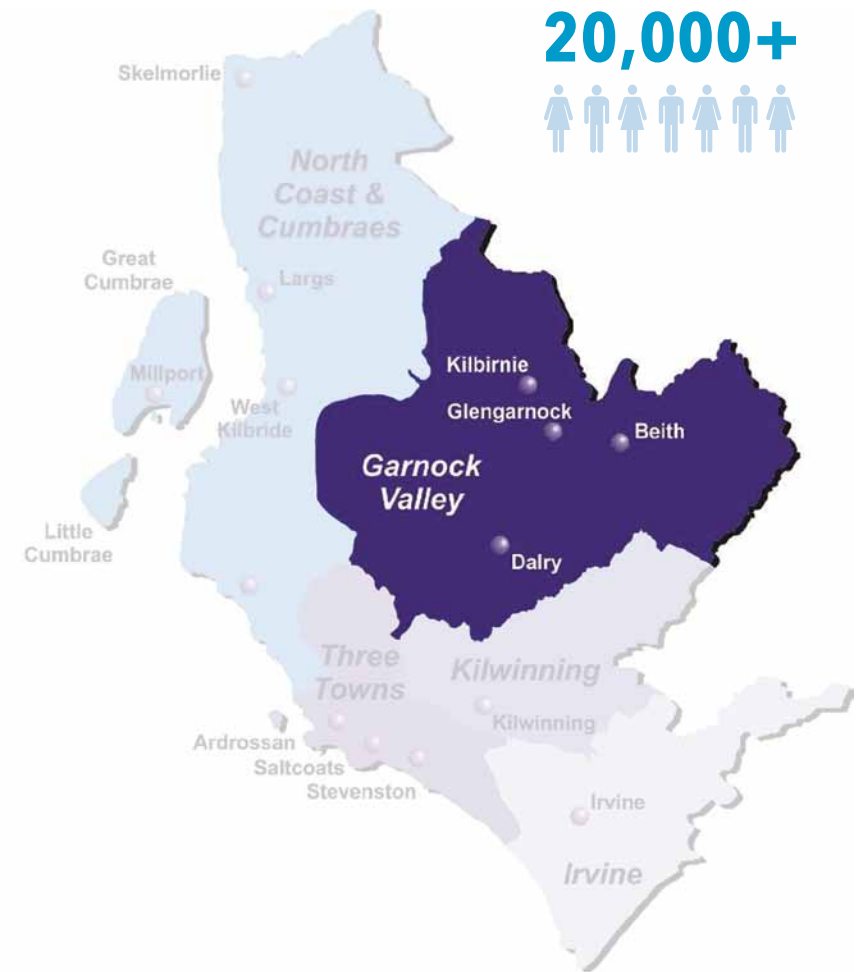 20,000+
Skelmorlie
North
Coast &
Cumbraes
Great
Cumbrae
Largs
Millport
West
Kilbride
Kilbirnie
Glengarnock
Beith
Garnock
Valley
Little
Cumbrae
Dalry
Three
Towns
Kilwinning
Kilwinning
Ardrossan
Saltcoats
Stevenston
Irvine
Irvine